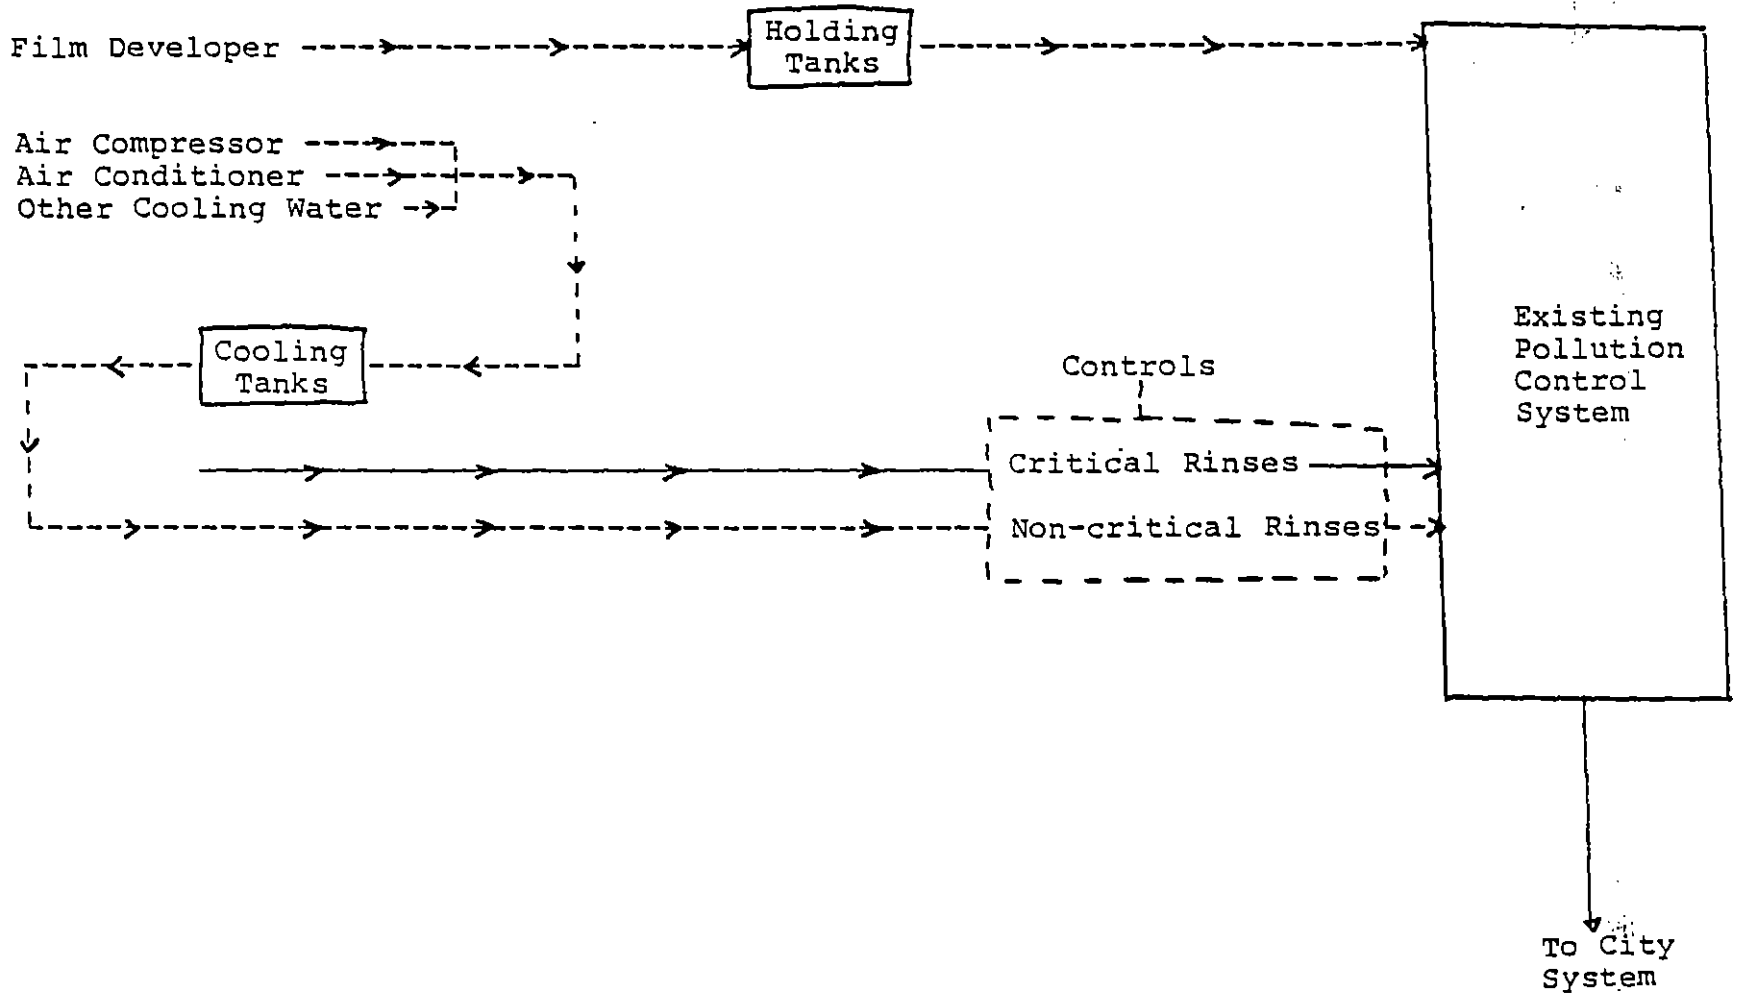 Film Developer
Holding
Tanks
Air Compressor
Air Conditioner
Other Cooling Water
Cooling
Tanks
Controls
Critical Rinses
Non-critical Rinses
Existing
Pollution
Control
System
To City
System